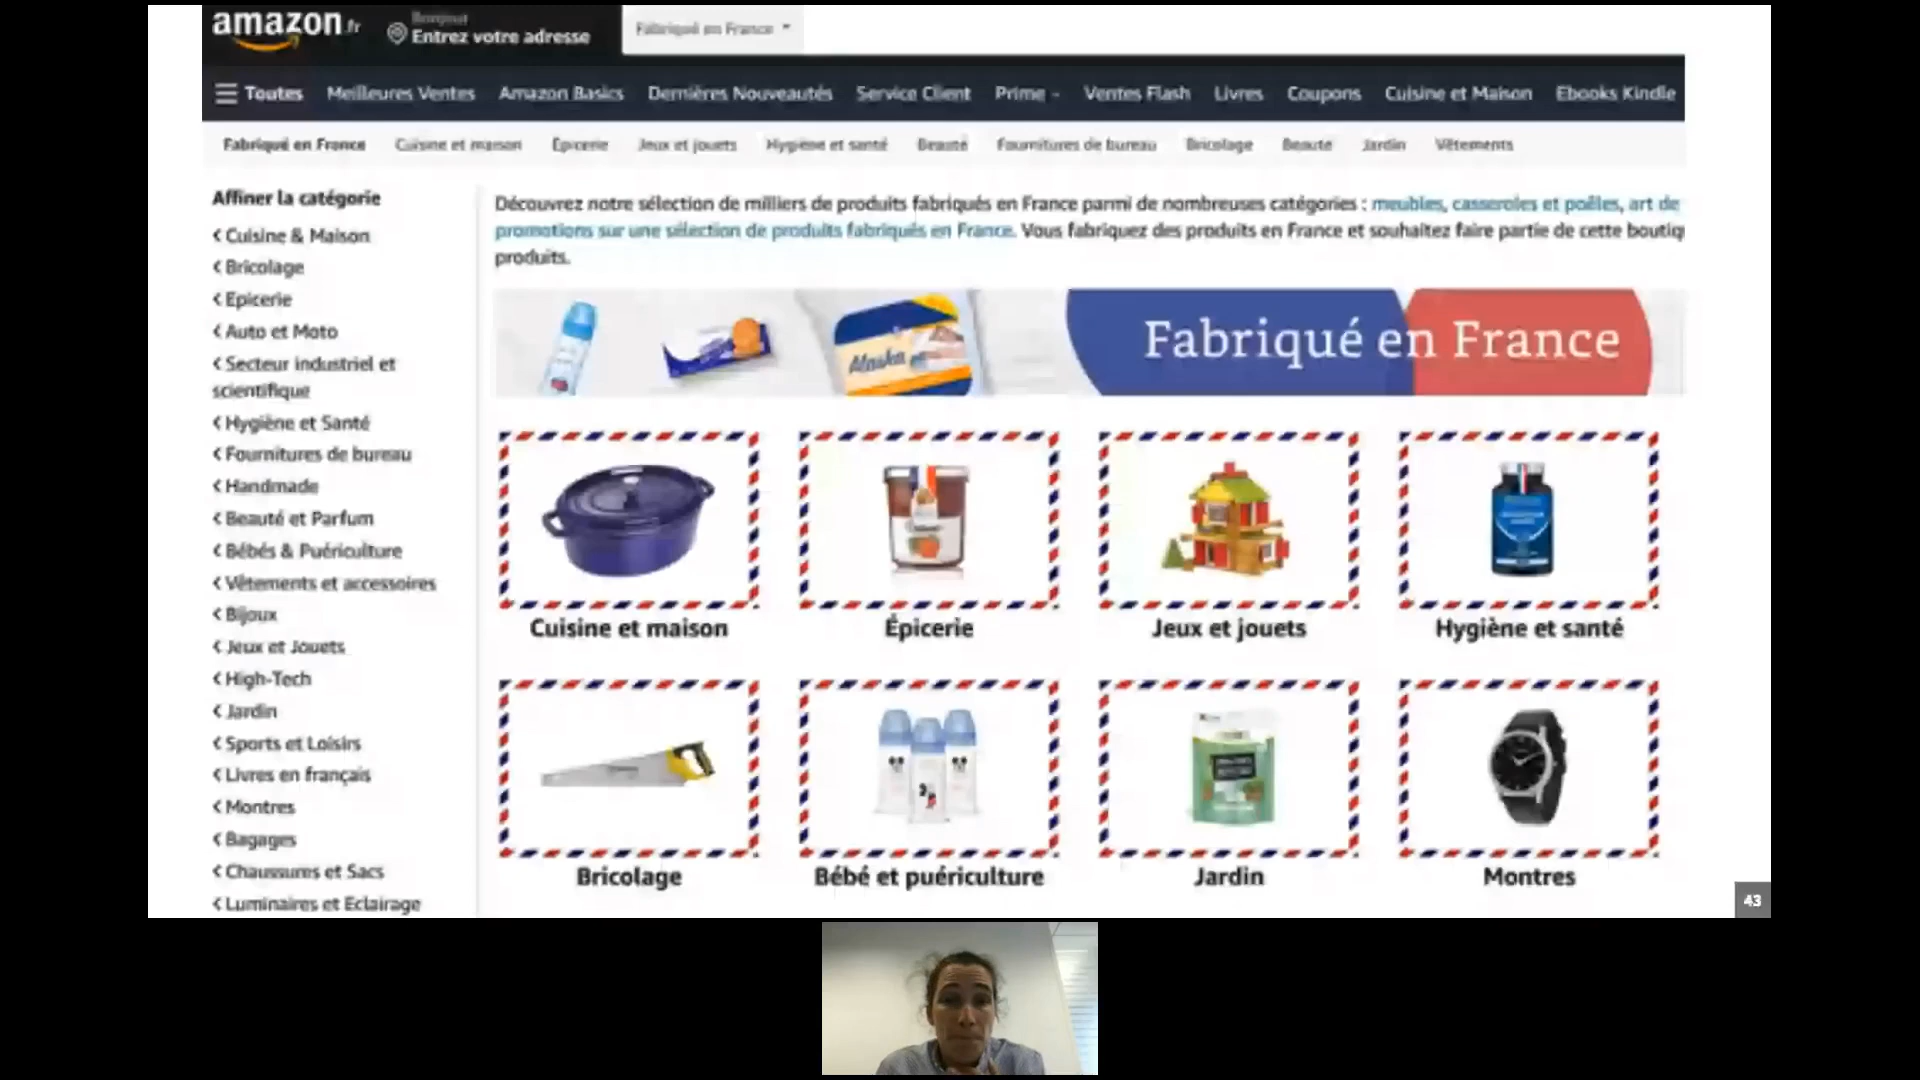 amazon.fr
Bonjour
Entrez votre adresse
Fabriqué en France
Toutes Meilleures Ventes Amazon Basics Dernières Nouveautés Service Client Prime Ventes Flash Livres Coupons Cuisine et Maison Ebooks Kindle
Fabriqué en France Cuisine et maison Épicerie Jeux et jouets Hygiène et santé Beauté Fournitures de bureau Bricolage Beauté Jardin Vêtements
Affiner la catégorie
Cuisine & Maison
Bricolage
Epicerie
Auto et Moto
Secteur industriel et
scientifique
Hygiène et Santé
Fournitures de bureau
Handmade
Beauté et Parfum
Bébés & Puériculture
Vêtements et accessoires
Bijoux
Jeux et Jouets
High-Tech
Jardin
Sports et Loisirs
Livres en français
Montres
Bagages
Chaussures et Sacs
Luminaires et Eclairage
Découvrez notre sélection de milliers de produits fabriqués en France parmi de nombreuses catégories : meubles, casseroles et poêles, art de
promotions sur une sélection de produits fabriqués en France. Vous fabriquez des produits en France et souhaitez faire partie de cette boutiq
produits.
Alaska
Fabriqué en France
Cuisine et maison
Épicerie
Jeux et jouets
Hygiène et santé
Bricolage
Bébé et puériculture
Jardin
Montres
43